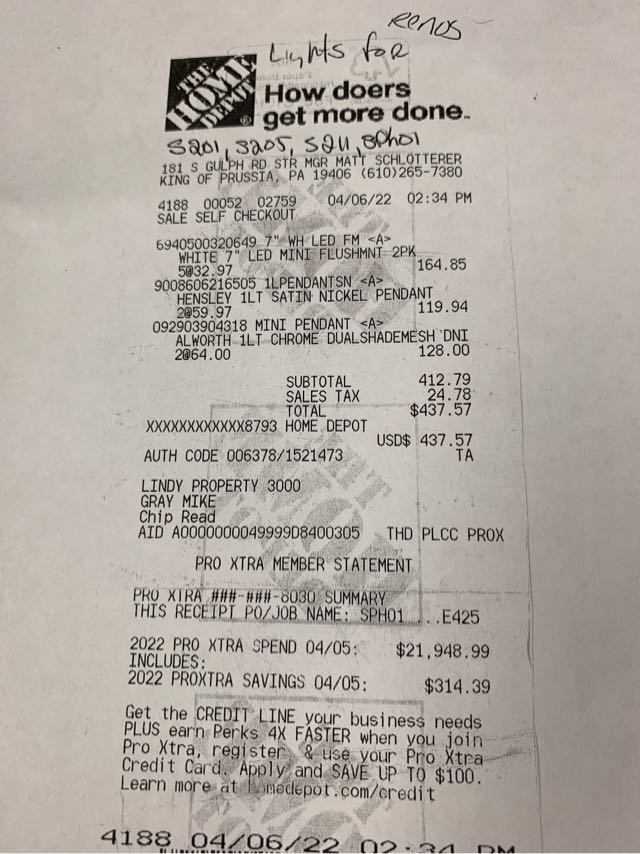 Renos
Lights for
THE HOME DEPOT
How doers
get more done.
S201, 3205, S211, SPH01
181 S GULPH RD STR MGR MATT SCHLOTTERER
KING OF PRUSSIA, PA 19406 (610)265-7380
4188 00052 02759 04/06/22 02:34 PM
SALE SELF CHECKOUT
6940500320649 7" WH LED FM <A>
WHITE 7" LED MINI FLUSHMNT 2PK
5@32.97 164.85
9008606216505 1LPENDANTSN <A>
HENSLEY 1LT SATIN NICKEL PENDANT
2@59.97 119.94
092903904318 MINI PENDANT <A>
ALWORTH 1LT CHROME DUALSHADEMESH DNI
2@64.00 128.00
SUBTOTAL 412.79
SALES TAX 24.78
TOTAL $437.57
XXXXXXXXXXXX8793 HOME DEPOT
USD$ 437.57
AUTH CODE 006378/1521473 TA
LINDY PROPERTY 3000
GRAY MIKE
Chip Read
AID A0000000049999D8400305 THD PLCC PROX
PRO XTRA MEMBER STATEMENT
PRO XTRA ###-###-8030 SUMMARY
THIS RECEIPT PO/JOB NAME: SPH01 ...E425
2022 PRO XTRA SPEND 04/05: $21,948.99
INCLUDES:
2022 PROXTRA SAVINGS 04/05: $314.39
Get the CREDIT LINE your business needs
PLUS earn Perks 4X FASTER when you join
Pro Xtra, register & use your Pro Xtra
Credit Card. Apply and SAVE UP TO $100.
Learn more at homedepot.com/credit
4188 04/06/22 02:34 PM